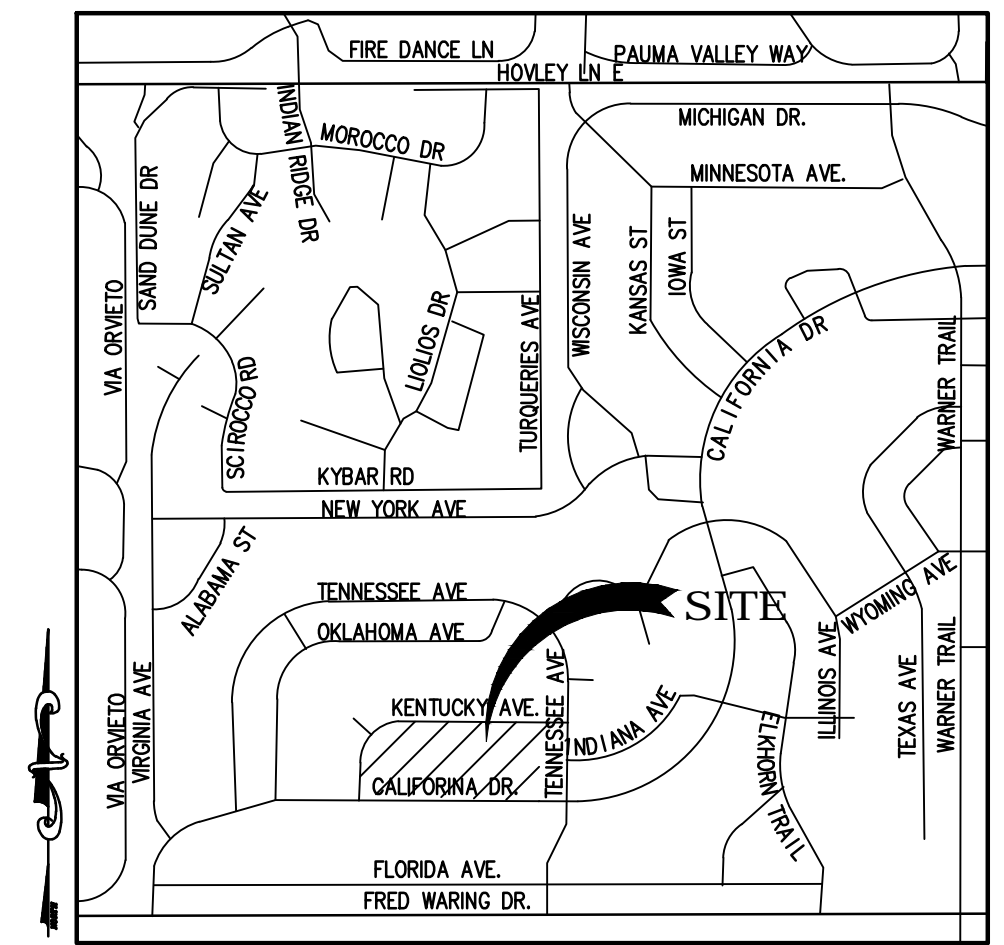 FIRE DANCE LN
PAUMA VALLEY WAY
HOVLEY LN E
INDIAN RIDGE DR
MOROCCO DR
MICHIGAN DR.
MINNESOTA AVE.
SAND DUNE DR
SULTAN AVE
WISCONSIN AVE
KANSAS ST
IOWA ST
VIA ORVIETO
LIOLIOS DR
TURQUERIES AVE
CALIFORNIA DR
WARNER TRAIL
SCIROCCO RD
KYBAR RD
NEW YORK AVE
ALABAMA ST
TENNESSEE AVE
OKLAHOMA AVE
SITE
WYOMING AVE
ILLINOIS AVE
TEXAS AVE
WARNER TRAIL
VIA ORVIETO
VIRGINIA AVE
KENTUCKY AVE.
TENNESSEE AVE
INDIANA AVE
ELKHORN TRAIL
CALIFORINA DR.
FLORIDA AVE.
FRED WARING DR.